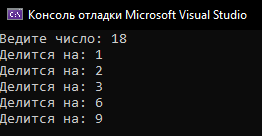 Консоль отладки Microsoft Visual Studio
Ведите число: 18
Делится на: 1
Делится на: 2
Делится на: 3
Делится на: 6
Делится на: 9